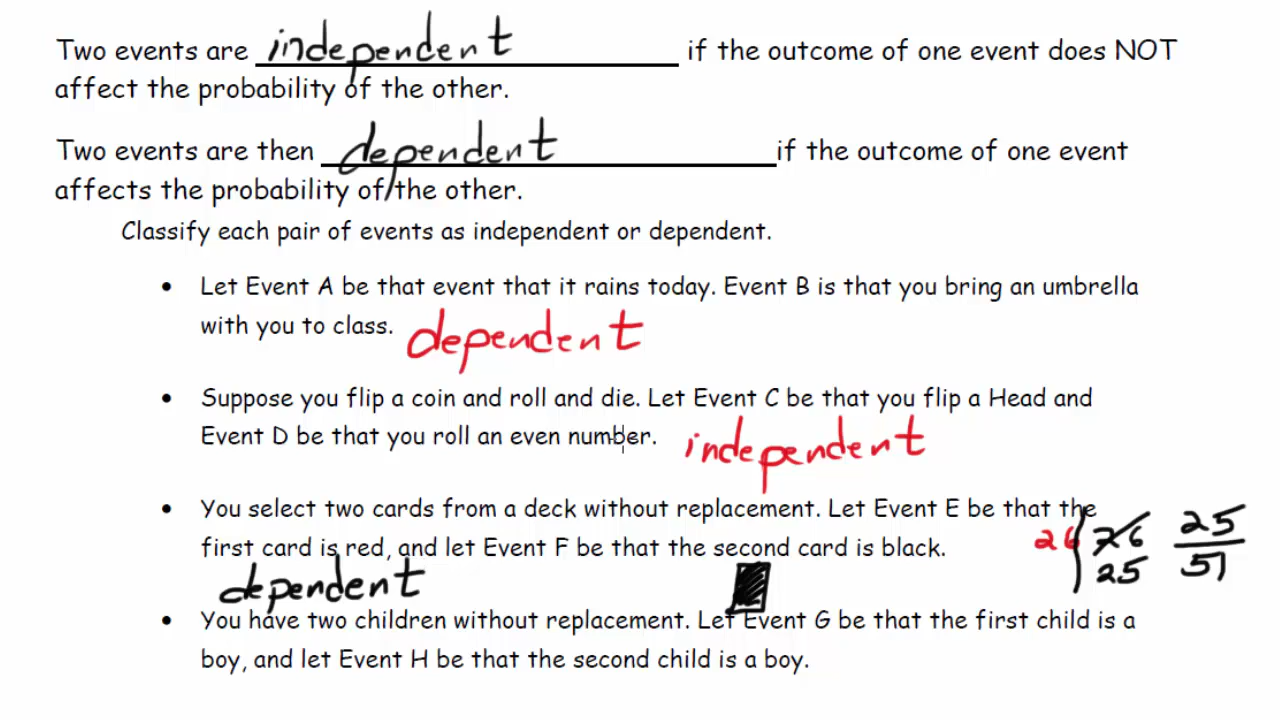 Two events are independent if the outcome of one event does NOT
affect the probability of the other.
Two events are then dependent if the outcome of one event
affects the probability of the other.
Classify each pair of events as independent or dependent.
• Let Event A be that event that it rains today. Event B is that you bring an umbrella
with you to class. dependent
• Suppose you flip a coin and roll and die. Let Event C be that you flip a Head and
Event D be that you roll an even number. independent
• You select two cards from a deck without replacement. Let Event E be that the
first card is red, and let Event F be that the second card is black. 26 26 25
dependent 25 51
• You have two children without replacement. Let Event G be that the first child is a
boy, and let Event H be that the second child is a boy.